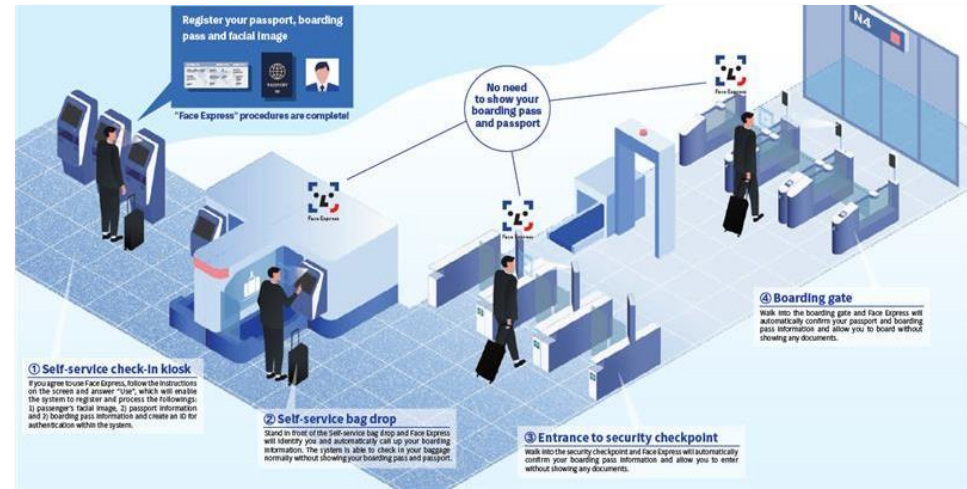 Register your passport, boarding
pass and facial image
PASSPORT
"Face Express" procedures are complete!
No need
to show your
boarding pass
and passport
Face Express
Face Express
Face Express
N4
① Self-service check-in kiosk
If you agree to use Face Express, follow the instructions
on the screen and answer "Use", which will enable
the system to register and process the followings:
1) passenger's facial image, 2) passport information
and 3) boarding pass information and create an ID for
authentication within the system.
② Self-service bag drop
Stand in front of the Self-service bag drop and Face Express
will identify you and automatically call up your boarding
information. The system is able to check in your baggage
normally without showing your boarding pass and passport.
③ Entrance to security checkpoint
Walk into the security checkpoint and Face Express will automatically
confirm your boarding pass information and allow you to enter
without showing any documents.
④ Boarding gate
Walk into the boarding gate and Face Express will
automatically confirm your passport and boarding
pass information and allow you to board without
showing any documents.